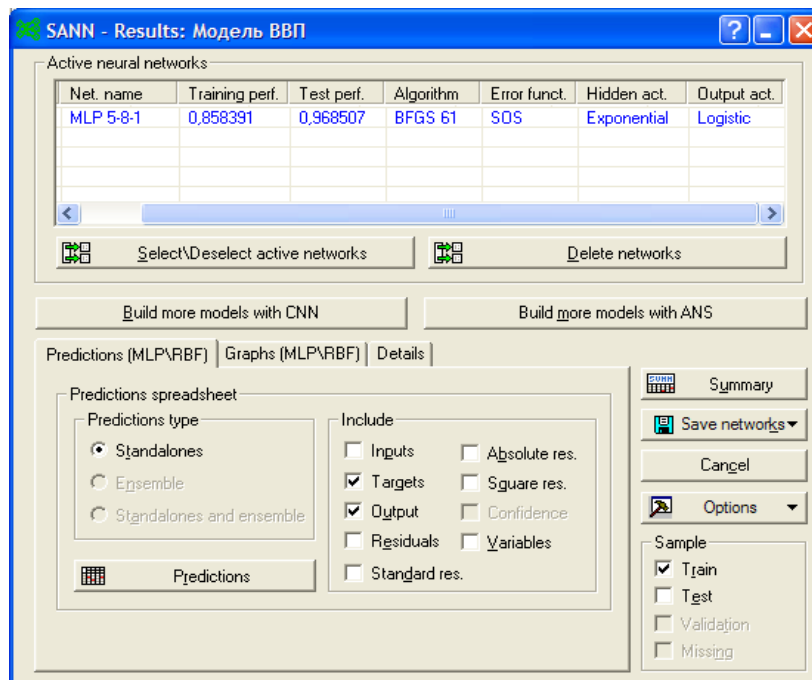 SANN - Results: Модель ВВП
Active neural networks
Net. name Training perf. Test perf. Algorithm Error funct. Hidden act. Output act.
MLP 5-8-1 0,858391 0,968507 BFGS 61 SOS Exponential Logistic
Select\Deselect active networks Delete networks
Build more models with CNN Build more models with ANS
Predictions (MLP\RBF) Graphs (MLP\RBF) Details
Predictions spreadsheet
Predictions type
Standalones
Ensemble
Standalones and ensemble
Predictions
Include
Inputs Absolute res.
Targets Square res.
Output Confidence
Residuals Variables
Standard res.
Summary
Save networks
Cancel
Options
Sample
Train
Test
Validation
Missing